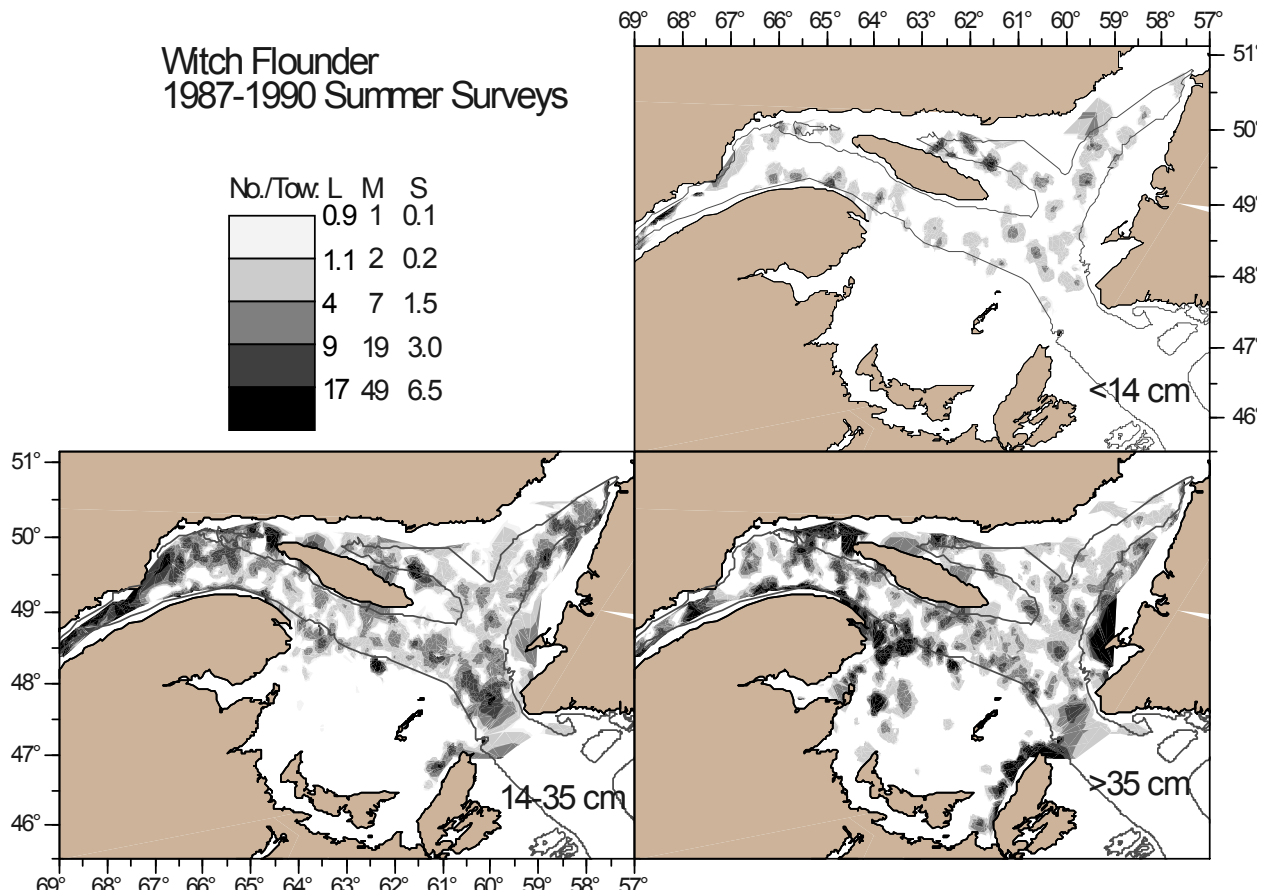 69° 68° 67° 66° 65° 64° 63° 62° 61° 60° 59° 58° 57°
Witch Flounder
1987-1990 Summer Surveys
No./Tow: L M S
0.9 1 0.1
1.1 2 0.2
4 7 1.5
9 19 3.0
17 49 6.5
51°
50°
49°
48°
47°
46°
<14 cm
51°
50°
49°
48°
47°
46°
14-35 cm
>35 cm
69° 68° 67° 66° 65° 64° 63° 62° 61° 60° 59° 58° 57°